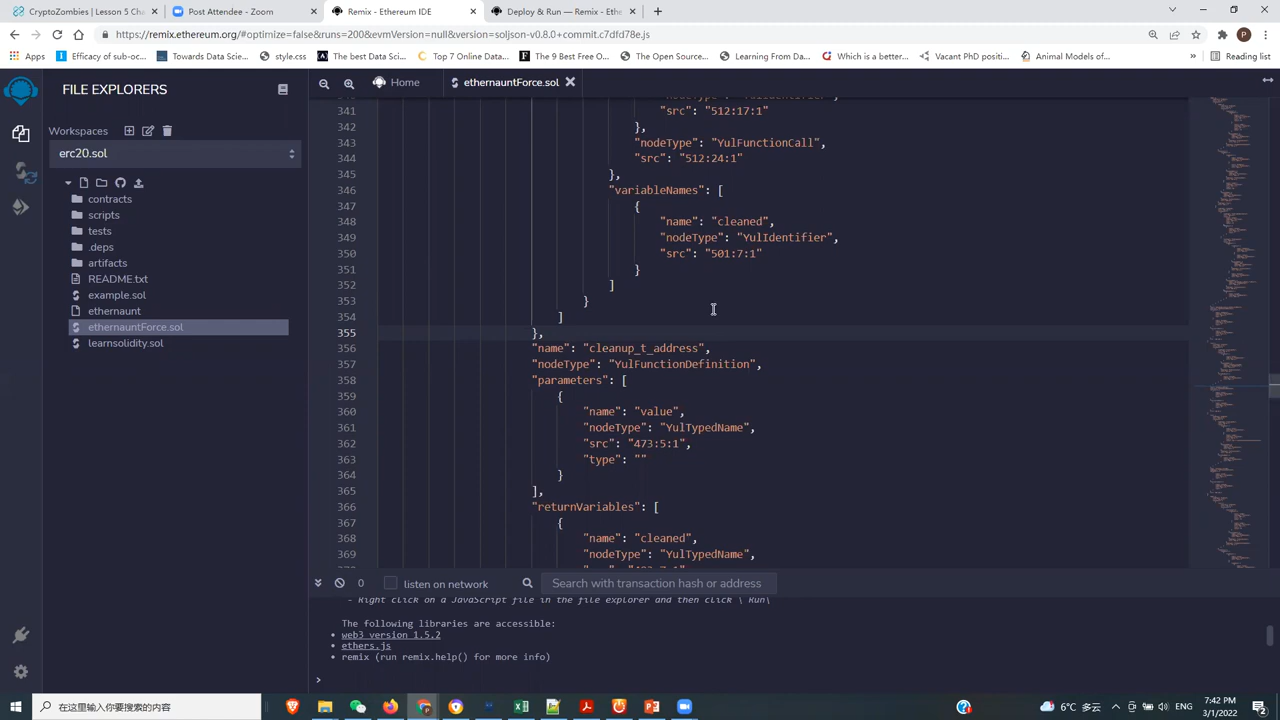 CryptoZombies | Lesson 5 Cha
Post Attendee - Zoom
Remix - Ethereum IDE
Deploy & Run — Remix - Ethe
https://remix.ethereum.org/#optimize=false&runs=200&evmVersion=null&version=soljson-v0.8.0+commit.c7dfd78e.js
P
Apps
Efficacy of sub-oc...
Towards dating, a...
style.css
The best Data Sci...
Top 7 Online Data...
The 9 Best Free O...
The Open Source...
Learning From Da...
Which is a better...
Vacant PhD positi...
Animal Models of...
Reading list
FILE EXPLORERS
Home
ethernauntForce.sol
Workspaces
erc20.sol
contracts
scripts
tests
.deps
artifacts
README.txt
example.sol
ethernaunt
ethernauntForce.sol
learnsolidity.sol
341 "src": "512:17:1"
342 },
343 "nodeType": "YulFunctionCall",
344 "src": "512:24:1"
345 },
346 "variableNames": [
347 {
348 "name": "cleaned",
349 "nodeType": "YulIdentifier",
350 "src": "501:7:1"
351 }
352 ]
353 }
354 ]
355 },
356 "name": "cleanup_t_address",
357 "nodeType": "YulFunctionDefinition",
358 "parameters": [
359 {
360 "name": "value",
361 "nodeType": "YulTypedName",
362 "src": "473:5:1",
363 "type": ""
364 }
365 ],
366 "returnVariables": [
367 {
368 "name": "cleaned",
369 "nodeType": "YulTypedName",
0
listen on network
Search with transaction hash or address
- Right click on a JavaScript file in the file explorer and then click \`Run\`
The following libraries are accessible:
• web3 version 1.5.2
• ethers.js
• remix (run remix.help() for more info)
>
在这里输入你要搜索的内容
6°C 多云
中
7:42 PM
3/1/2022
2